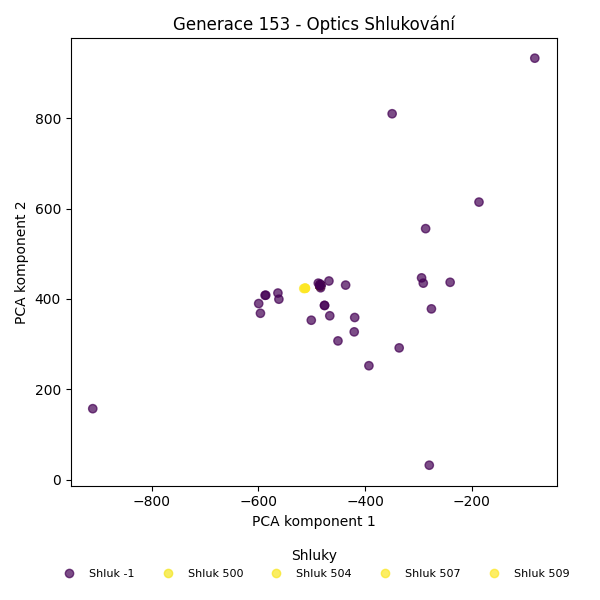 Generace 153 - Optics Shlukování
PCA komponent 2
800
600
400
200
0
−800 −600 −400 −200
PCA komponent 1
Shluky
Shluk -1 Shluk 500 Shluk 504 Shluk 507 Shluk 509